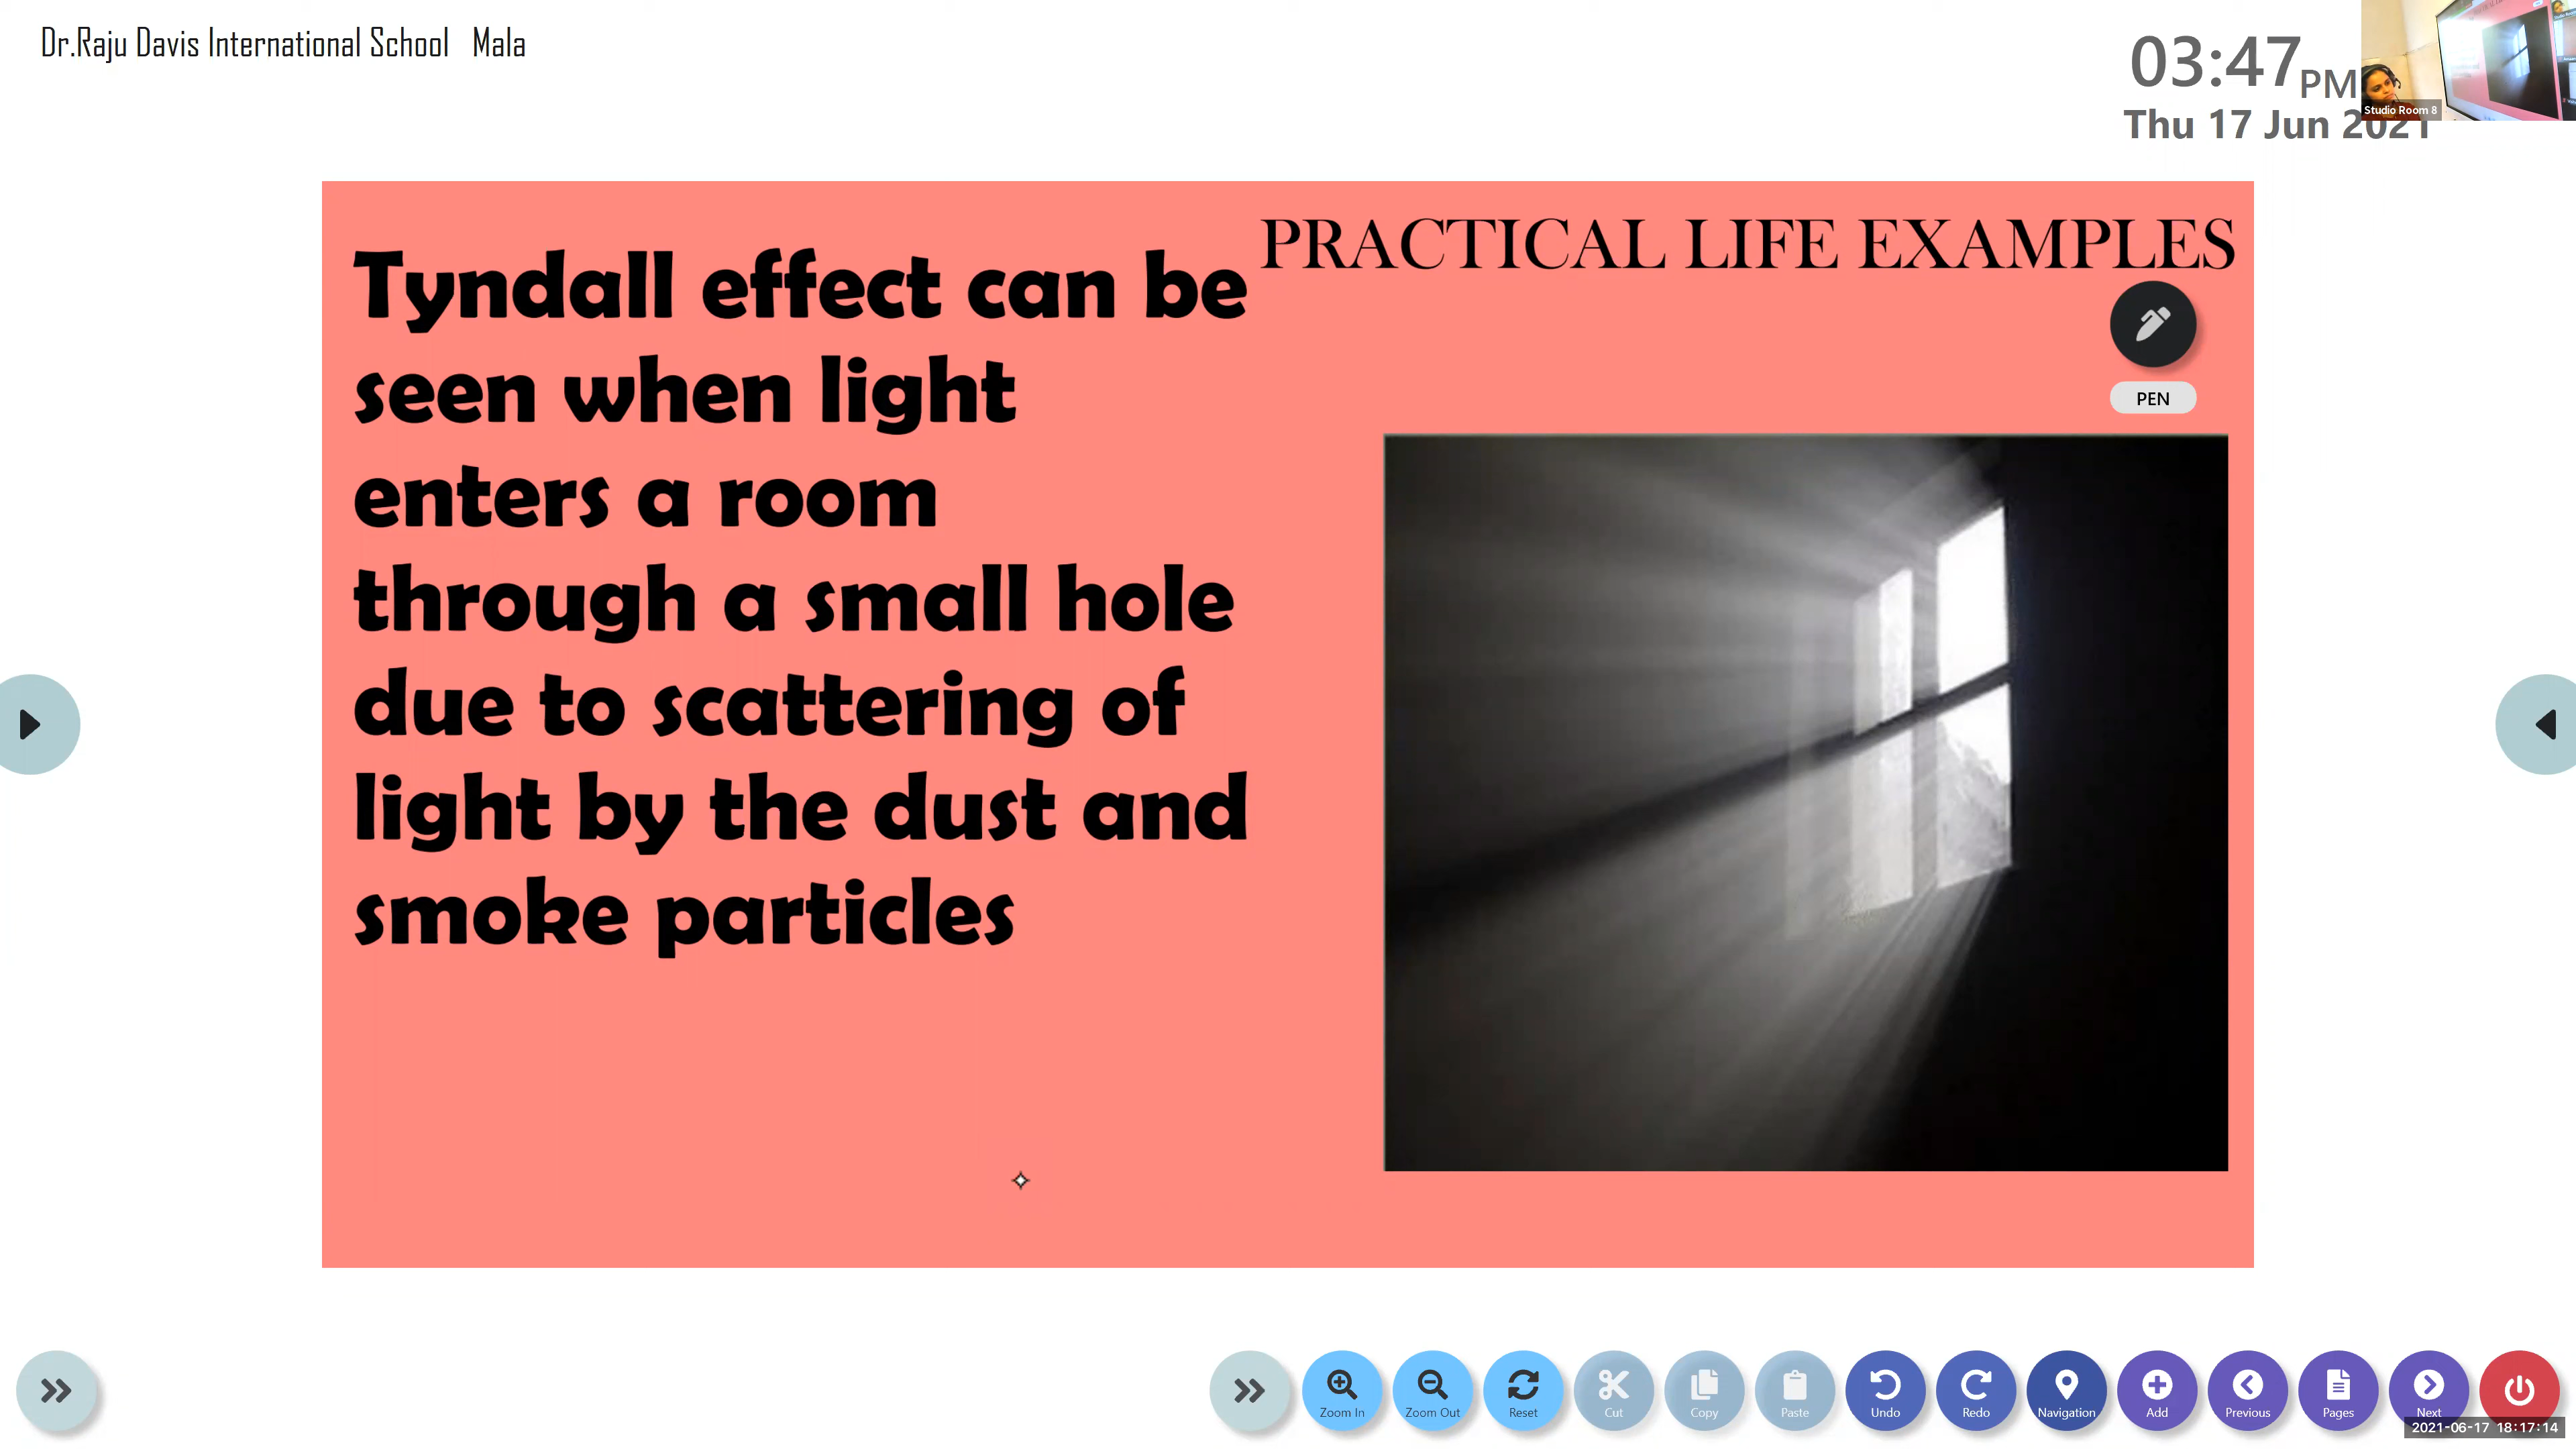 Dr.Raju Davis International School Mala
03:47 PM
Thu 17 Jun 2021
Studio Room 8
PRACTICAL LIFE EXAMPLES
Tyndall effect can be
seen when light
enters a room
through a small hole
due to scattering of
light by the dust and
smoke particles
PEN
Zoom In
Zoom Out
Reset
Cut
Copy
Paste
Undo
Redo
Navigation
Add
Previous
Pages
Next
2021-06-17 18:17:14